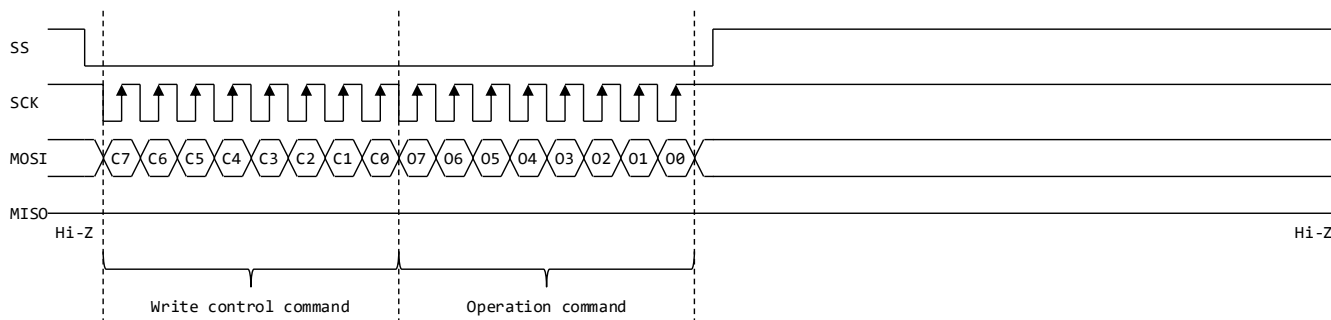 SS
SCK
MOSI C7 C6 C5 C4 C3 C2 C1 C0 O7 O6 O5 O4 O3 O2 O1 O0
MISO
Hi-Z Hi-Z
Write control command Operation command